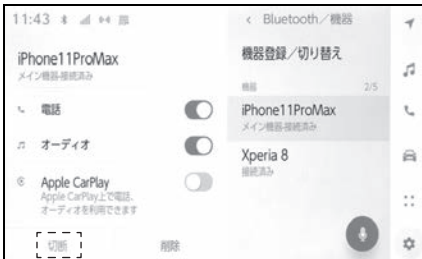 11:43
iPhone11ProMax
メイン機器-接続済み
電話
オーディオ
Apple CarPlay
Apple CarPlay上で電話、
オーディオを利用できます
切断
削除
Bluetooth／機器
機器登録／切り替え
機器
2/5
iPhone11ProMax
メイン機器-接続済み
Xperia 8
接続済み